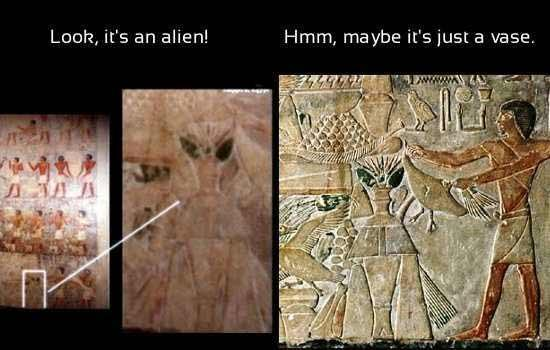 Look, it's an alien!
Hmm, maybe it's just a vase.